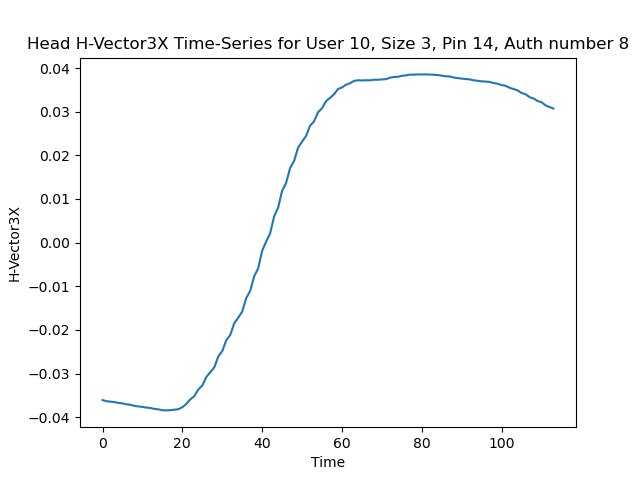 Head H-Vector3X Time-Series for User 10, Size 3, Pin 14, Auth number 8
0.04
0.03
0.02
0.01
0.00
−0.01
−0.02
−0.03
−0.04
H-Vector3X
0 20 40 60 80 100
Time